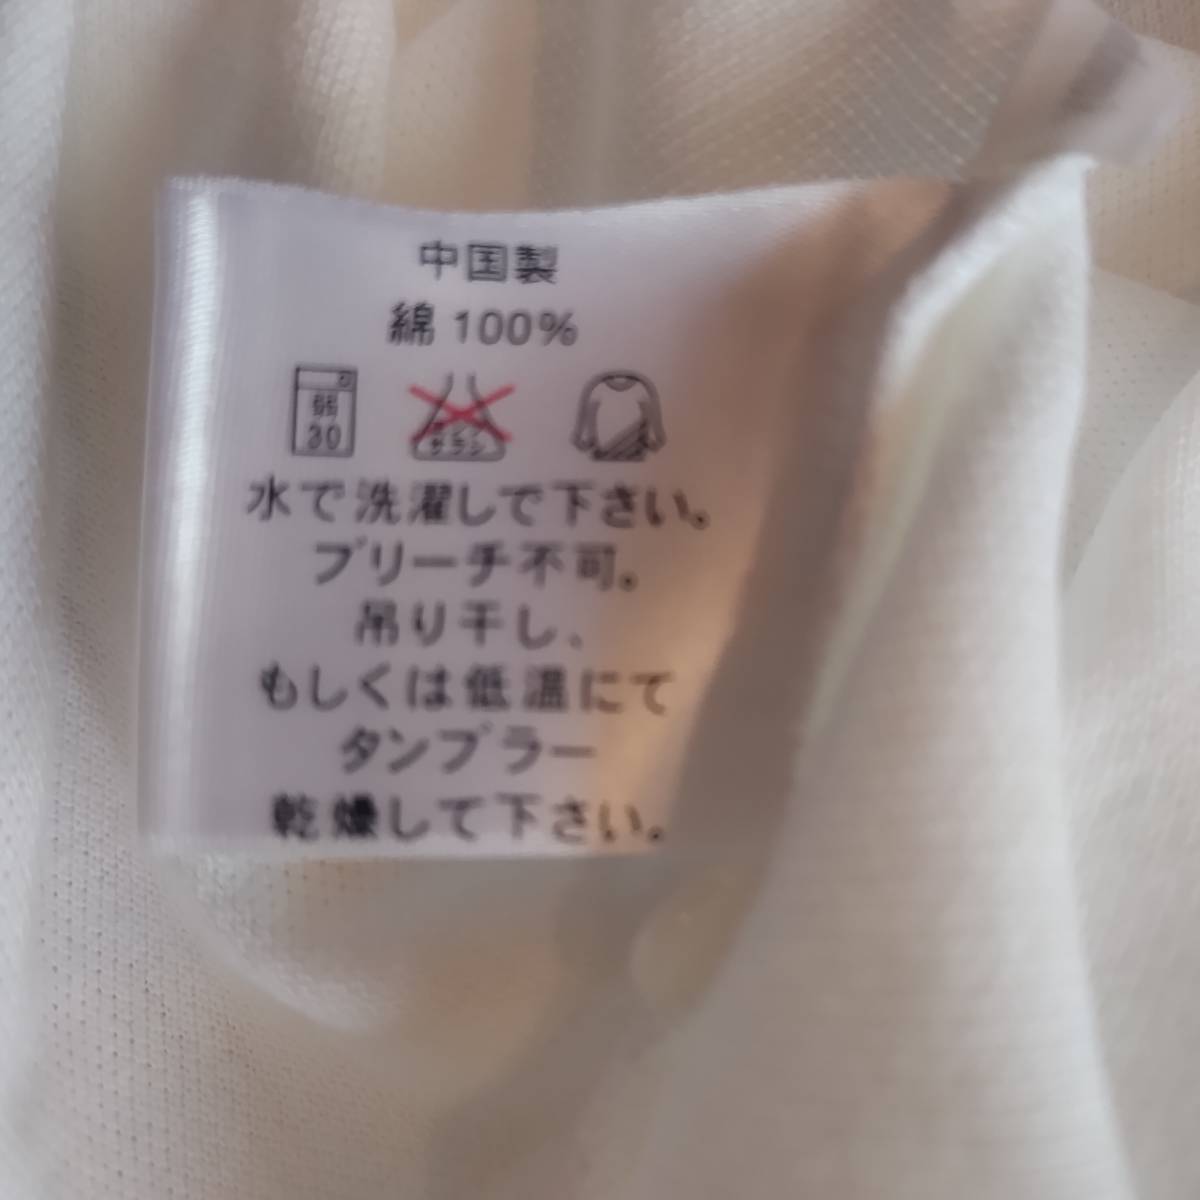 中国製
綿 100%
弱
30
水で洗濯しで下さい。
ブリーチ不可。
吊り干し、
もしくは低温にて
タンブラー
乾燥して下さい。